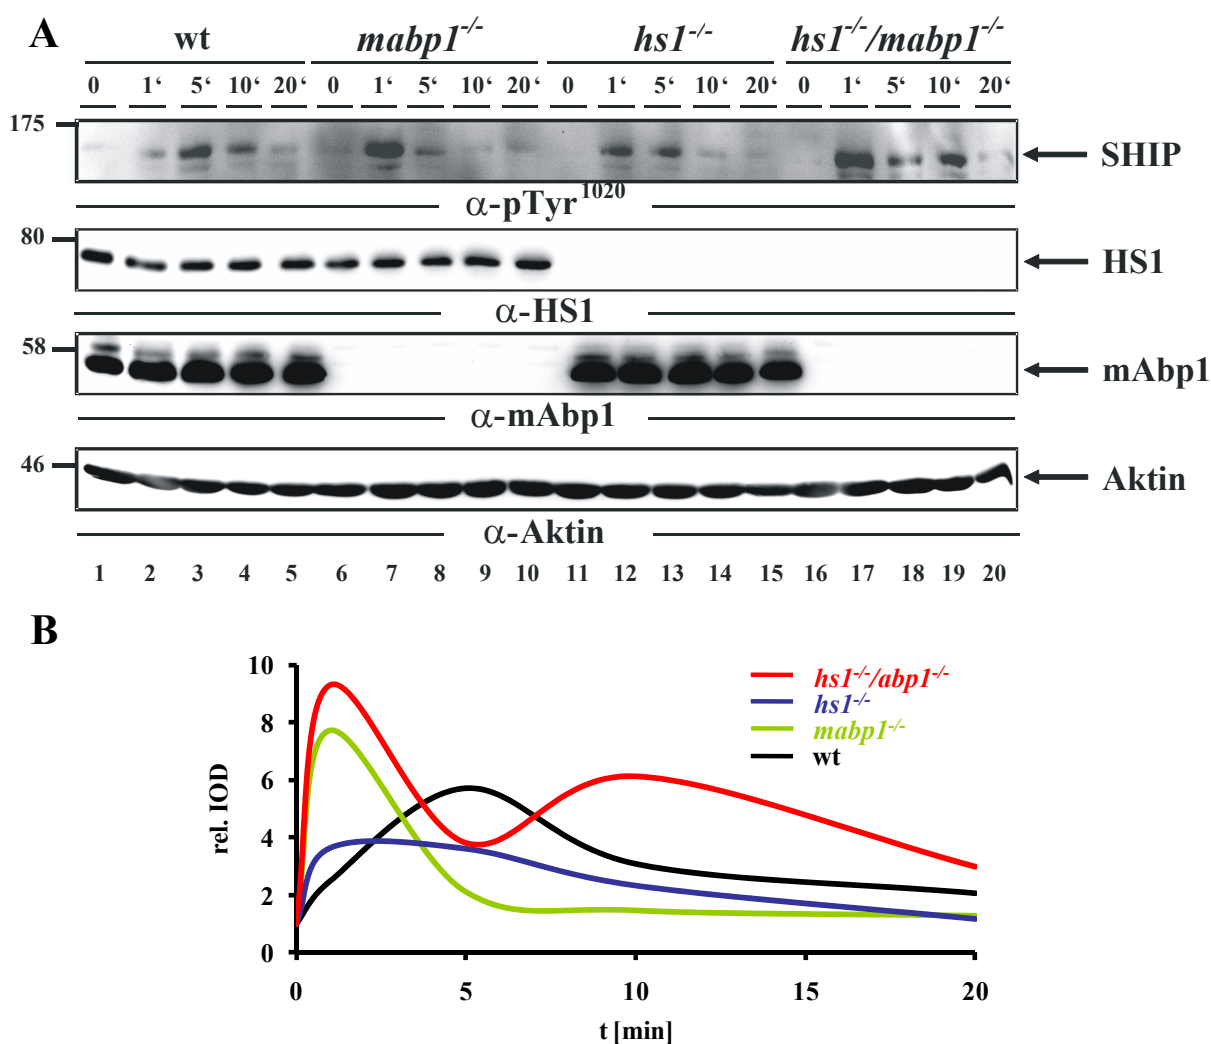 A
wt mabp1-/- hs1-/- hs1-/-/mabp1-/-
0 1‘ 5‘ 10‘ 20‘ 0 1‘ 5‘ 10‘ 20‘ 0 1‘ 5‘ 10‘ 20‘ 0 1‘ 5‘ 10‘ 20‘
175 SHIP
α-pTyr1020
80 HS1
α-HS1
58 mAbp1
α-mAbp1
46 Aktin
α-Aktin
1 2 3 4 5 6 7 8 9 10 11 12 13 14 15 16 17 18 19 20
B
10
8
6
4
2
0
rel. IOD
hs1-/-/abp1-/-
hs1-/-
mabp1-/-
wt
0 5 10 15 20
t [min]